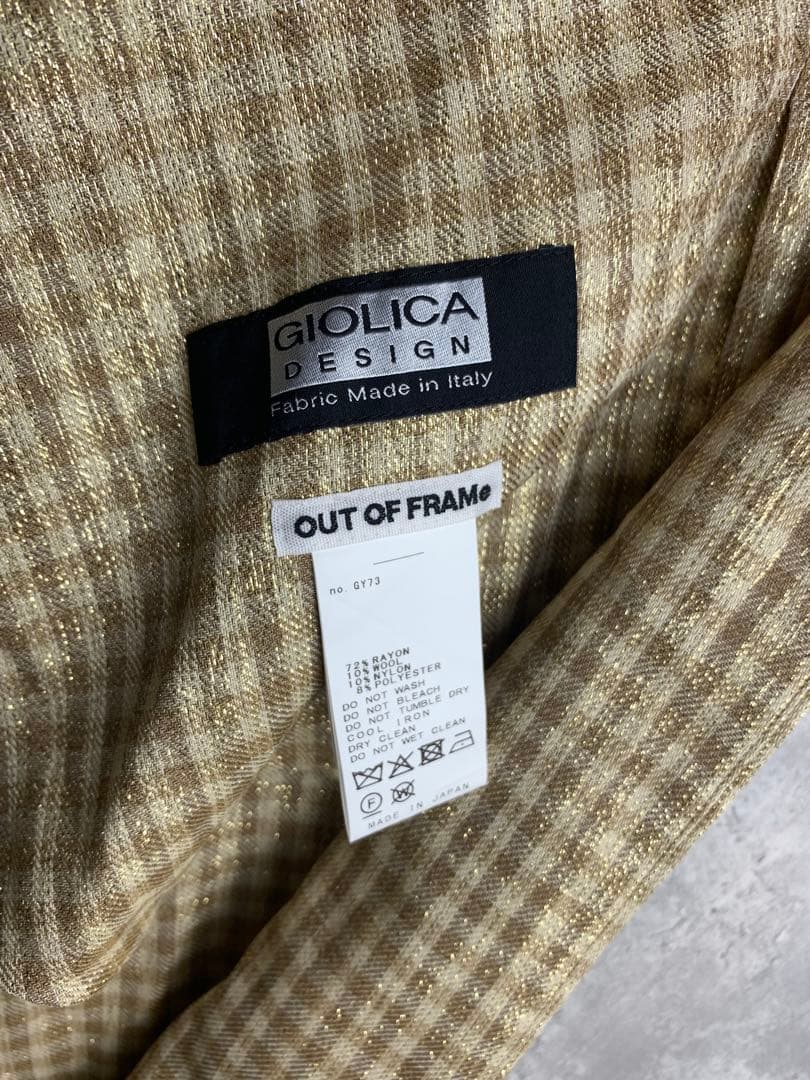 GIOLICA
DESIGN
Fabric Made in Italy
OUT OF FRAMe
no. GY73
72% RAYON
10% WOOL
10% NYLON
8% POLYESTER
DO NOT WASH
DO NOT BLEACH
DO NOT TUMBLE DRY
COOL IRON
DRY CLEAN
DO NOT WET CLEAN
F W
MADE IN JAPAN